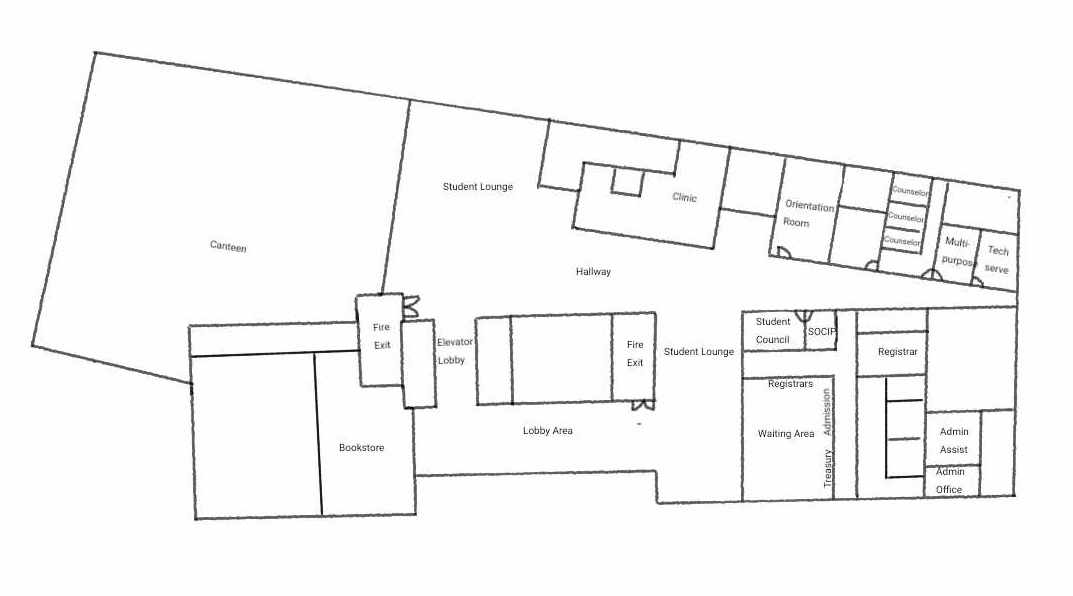 Canteen
Student Lounge
Clinic
Hallway
Orientation
Room
Counselor
Counselor
Counselor
Multi-
purpos
Tech
serve
Fire
Exit
Elevator
Lobby
Fire
Exit
Student Lounge
Student
Council
SOCIP
Registrar
Registrars
Waiting Area
Admission
Treasury
Lobby Area
Bookstore
Admin
Assist
Admin
Office